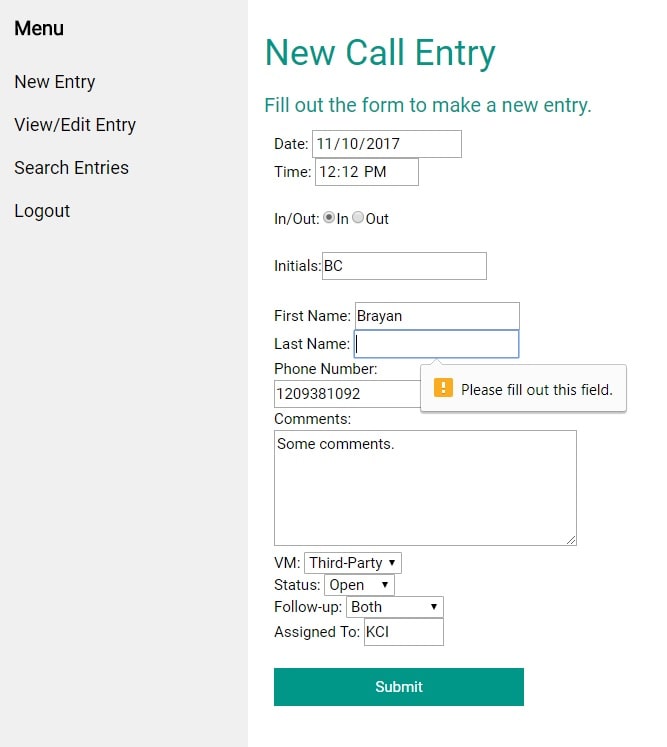 Menu
New Entry
View/Edit Entry
Search Entries
Logout
New Call Entry
Fill out the form to make a new entry.
Date: 11/10/2017
Time: 12:12 PM
In/Out: In Out
Initials: BC
First Name: Brayan
Last Name:
Phone Number:
1209381092
Please fill out this field.
Comments:
Some comments.
VM: Third-Party
Status: Open
Follow-up: Both
Assigned To: KCI
Submit